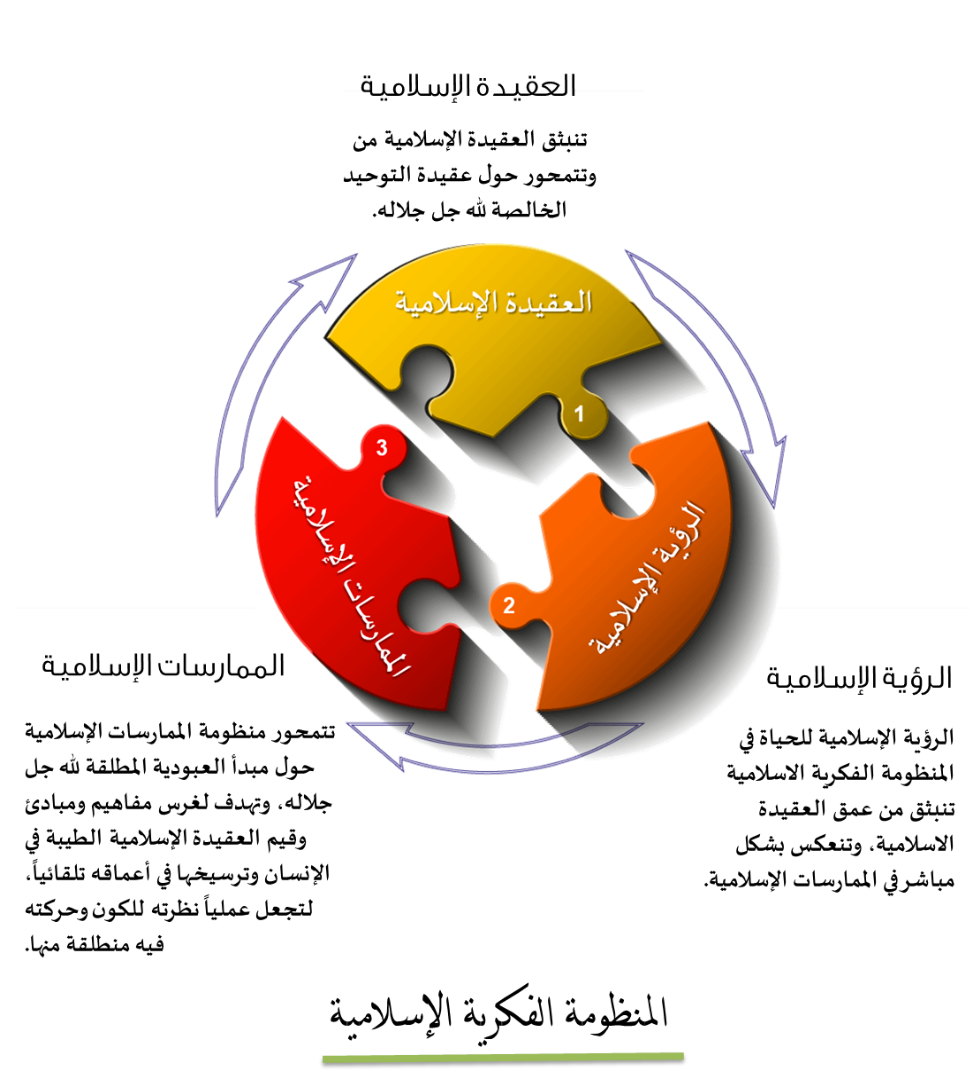 العقيدة الإسلامية
تنبثق العقيدة الإسلامية من
وتتمحور حول عقيدة التوحيد
الخالصة لله جل جلاله.
العقيدة الإسلامية
1
3
2
الرؤية الإسلامية
الممارسات الإسلامية
الرؤية الإسلامية
الرؤية الإسلامية للحياة في
المنظومة الفكرية الاسلامية
تنبثق من عمق العقيدة
الاسلامية، وتنعكس بشكل
مباشر في الممارسات الإسلامية.
الممارسات الإسلامية
تتمحور منظومة الممارسات الإسلامية
حول مبدأ العبودية المطلقة لله جل
جلاله، وتهدف لغرس مفاهيم ومبادئ
وقيم العقيدة الإسلامية الطيبة في
الإنسان وترسيخها في أعماقه تلقائياً،
لتجعل عملياً نظرته للكون وحركته
فيه منطلقة منها.
المنظومة الفكرية الإسلامية